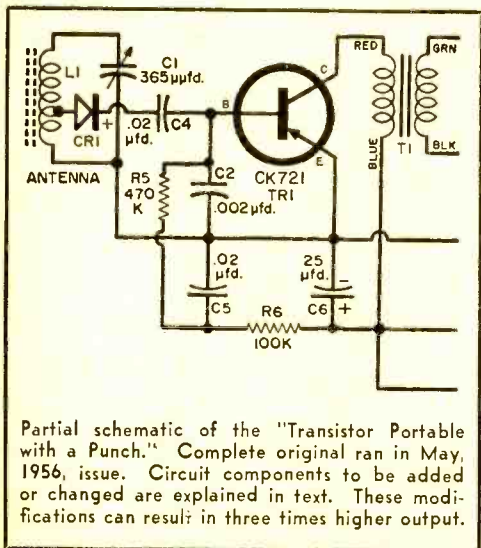 RED
GRN
C
C1
365μμfd.
L1
B
T1
+
CR1
.02
μfd.
C4
E
BLUE
BLK
ANTENNA
R5
470
K
C2
.002μfd.
CK721
TR1
.02
μfd.
C5
25
μfd.
-
+
C6
R6
100K
Partial schematic of the "Transistor Portable
with a Punch." Complete original ran in May,
1956, issue. Circuit components to be added
or changed are explained in text. These modi-
fications can result in three times higher output.